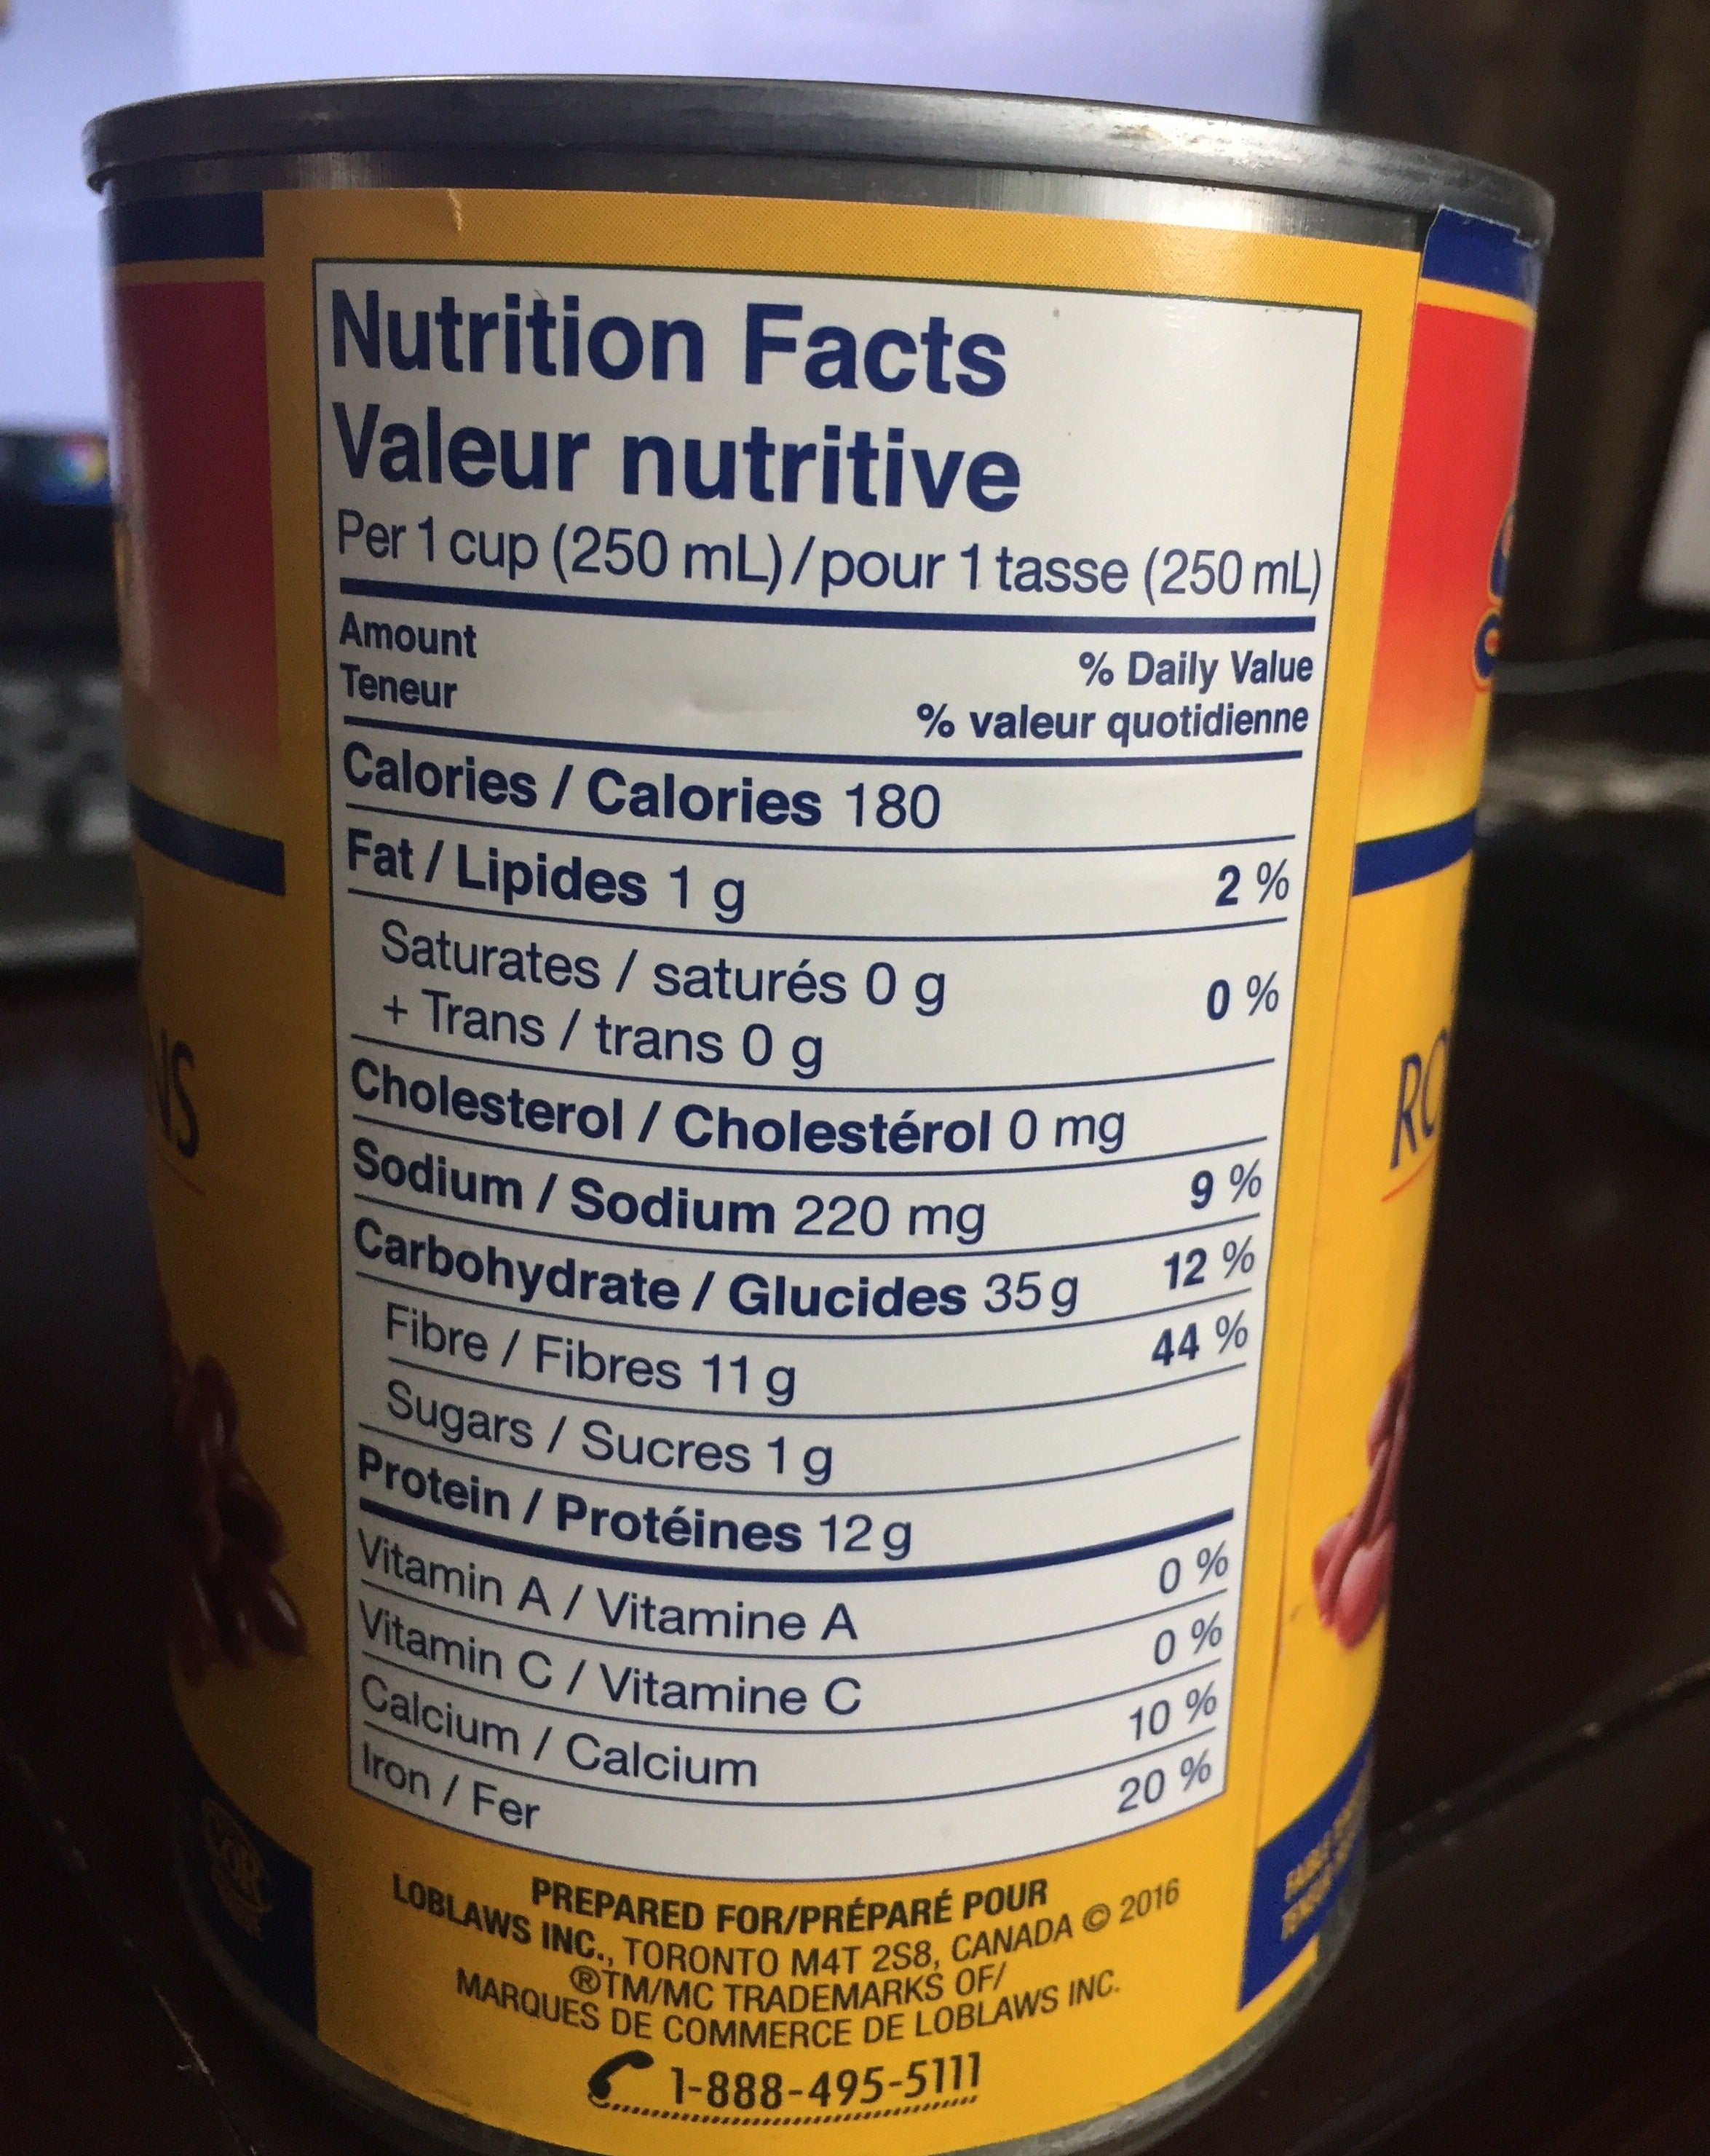 Nutrition Facts
Valeur nutritive
Per 1 cup (250 mL)/pour 1 tasse (250 mL)
Amount
Teneur
% Daily Value
% valeur quotidienne
Calories / Calories 180
Fat / Lipides 1 g 2 %
Saturates / saturés 0 g
+ Trans / trans 0 g 0 %
Cholesterol / Cholestérol 0 mg
Sodium / Sodium 220 mg 9 %
Carbohydrate / Glucides 35 g 12 %
Fibre / Fibres 11 g 44 %
Sugars / Sucres 1 g
Protein / Protéines 12 g
Vitamin A / Vitamine A 0 %
Vitamin C / Vitamine C 0 %
Calcium / Calcium 10 %
Iron / Fer 20 %
PREPARED FOR/PRÉPARÉ POUR
LOBLAWS INC., TORONTO M4T 2S8, CANADA © 2016
®TM/MC TRADEMARKS OF/
MARQUES DE COMMERCE DE LOBLAWS INC.
1-888-495-5111